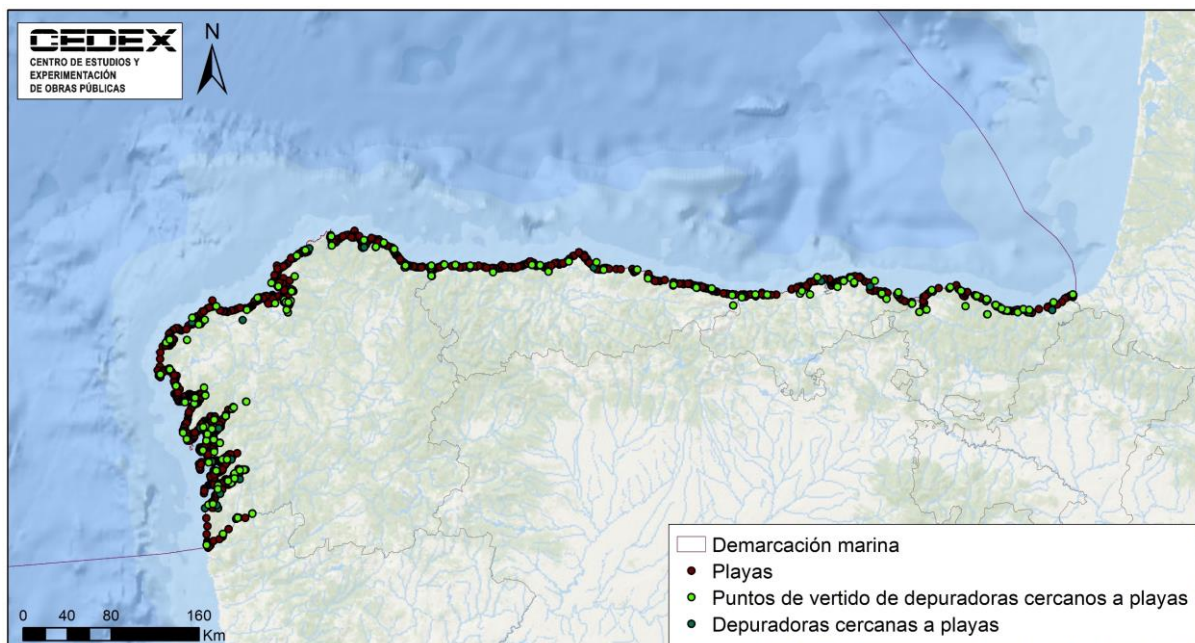 CEDEX
CENTRO DE ESTUDIOS Y
EXPERIMENTACIÓN
DE OBRAS PÚBLICAS
N
Demarcación marina
Playas
Puntos de vertido de depuradoras cercanos a playas
Depuradoras cercanas a playas
0 40 80 160
Km